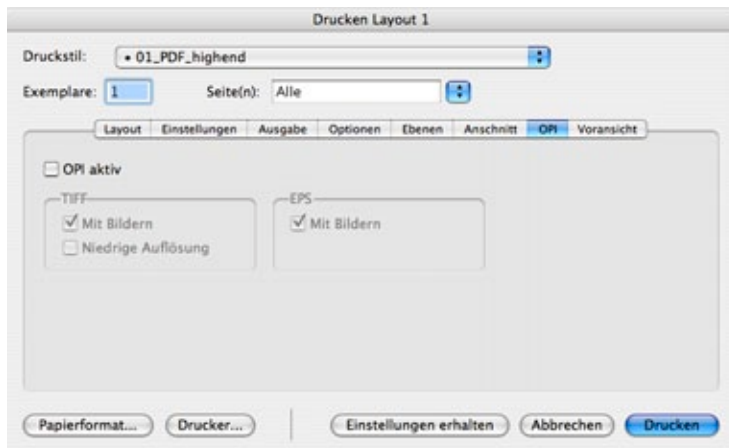 Drucken Layout 1
Druckstil: • 01_PDF_highend
Exemplare: 1 Seite(n): Alle
Layout Einstellungen Ausgabe Optionen Ebenen Anschnitt OPI Voransicht
OPI aktiv
TIFF EPS
Mit Bildern Mit Bildern
Niedrige Auflösung
Papierformat... Drucker... Einstellungen erhalten Abbrechen Drucken